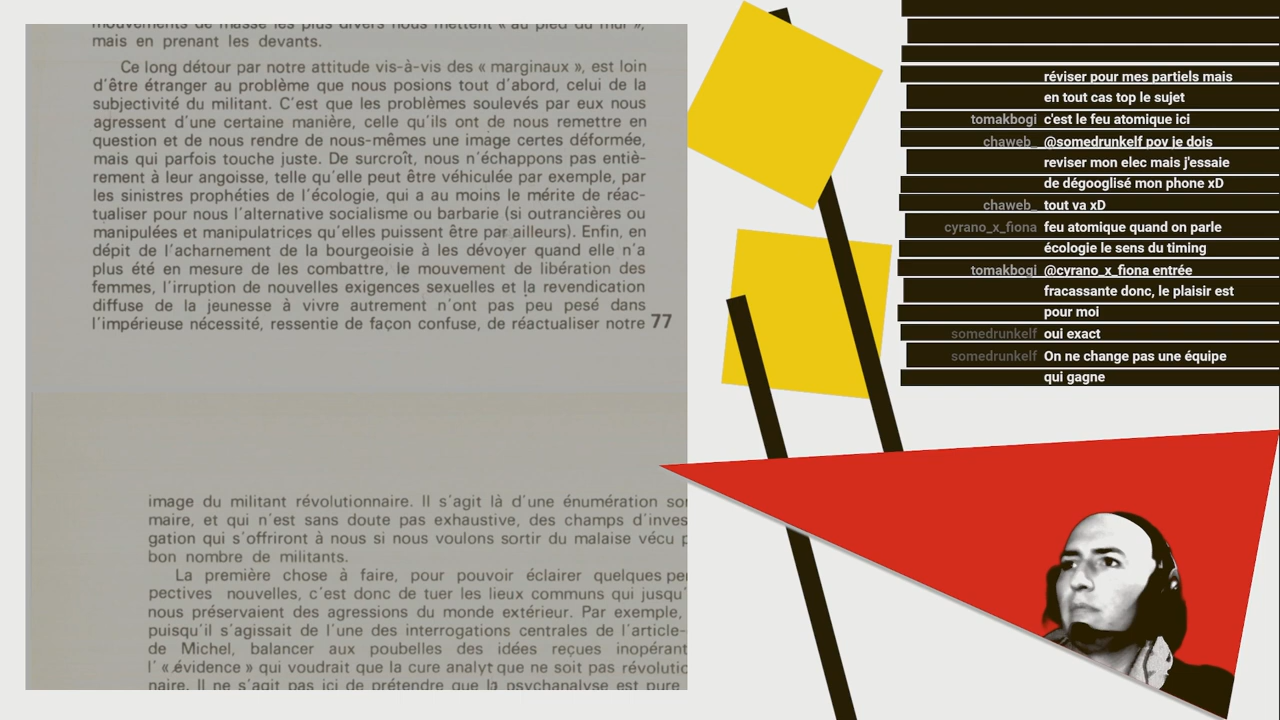 mouvements de masse les plus divers nous mettent « au pied du mur »,
mais en prenant les devants.
Ce long détour par notre attitude vis-à-vis des « marginaux », est loin
d'être étranger au problème que nous posions tout d'abord, celui de la
subjectivité du militant. C'est que les problèmes soulevés par eux nous
agressent d'une certaine manière, celle qu'ils ont de nous remettre en
question et de nous rendre de nous-mêmes une image certes déformée,
mais qui parfois touche juste. De surcroît, nous n'échappons pas entiè-
rement à leur angoisse, telle qu'elle peut être véhiculée par exemple, par
les sinistres prophéties de l'écologie, qui a au moins le mérite de réac-
tualiser pour nous l'alternative socialisme ou barbarie (si outrancières ou
manipulées et manipulatrices qu'elles puissent être par ailleurs). Enfin, en
dépit de l'acharnement de la bourgeoisie à les dévoyer quand elle n'a
plus été en mesure de les combattre, le mouvement de libération des
femmes, l'irruption de nouvelles exigences sexuelles et la revendication
diffuse de la jeunesse à vivre autrement n'ont pas peu pesé dans
l'impérieuse nécessité, ressentie de façon confuse, de réactualiser notre 77
image du militant révolutionnaire. Il s'agit là d'une énumération som
maire, et qui n'est sans doute pas exhaustive, des champs d'inves
gation qui s'offriront à nous si nous voulons sortir du malaise vécu p
bon nombre de militants.
La première chose à faire, pour pouvoir éclairer quelques per
pectives nouvelles, c'est donc de tuer les lieux communs qui jusqu'
nous préservaient des agressions du monde extérieur. Par exemple,
puisqu'il s'agissait de l'une des interrogations centrales de l'article-
de Michel, balancer aux poubelles des idées reçues inopérant
l' « évidence » qui voudrait que la cure analyt que ne soit pas révolutio
naire. Il ne s'agit pas ici de prétendre que la psychanalyse est pure
réviser pour mes partiels mais
en tout cas top le sujet
tomakbogi c'est le feu atomique ici
chaweb_ @somedrunkelf pov je dois
reviser mon elec mais j'essaie
de dégooglisé mon phone xD
chaweb_ tout va xD
cyrano_x_fiona feu atomique quand on parle
écologie le sens du timing
tomakbogi @cyrano_x_fiona entrée
fracassante donc, le plaisir est
pour moi
somedrunkelf oui exact
somedrunkelf On ne change pas une équipe
qui gagne